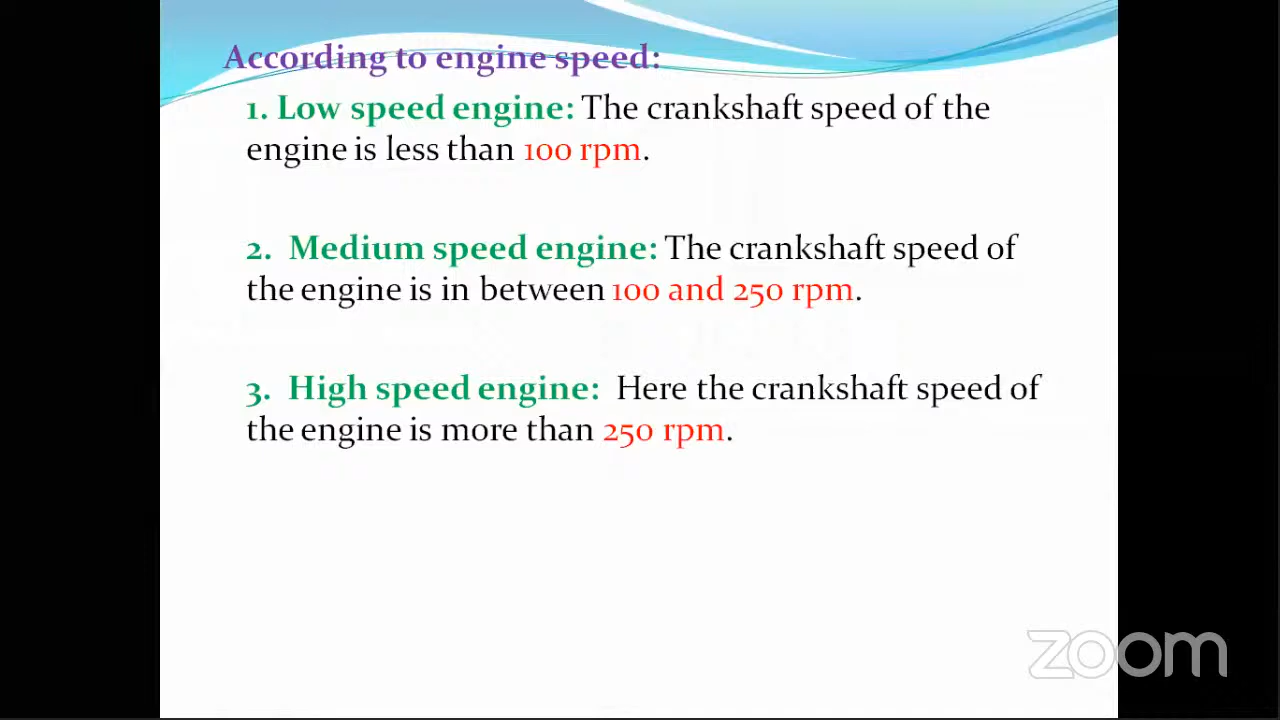 According to engine speed:
1. Low speed engine: The crankshaft speed of the
engine is less than 100 rpm.
2. Medium speed engine: The crankshaft speed of
the engine is in between 100 and 250 rpm.
3. High speed engine: Here the crankshaft speed of
the engine is more than 250 rpm.
zoom